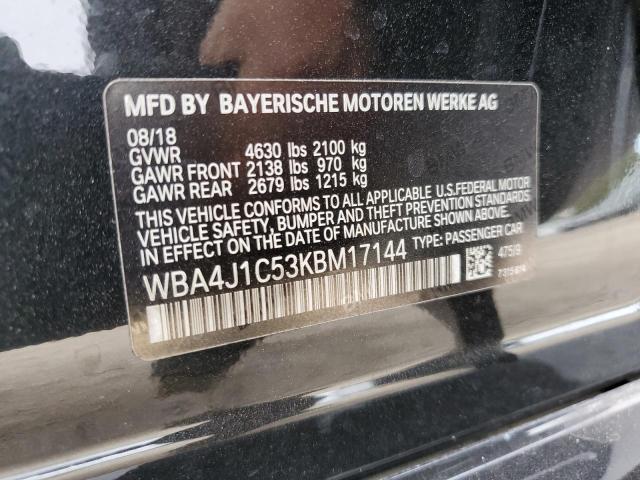 MFD BY BAYERISCHE MOTOREN WERKE AG
08/18
GVWR 4630 lbs 2100 kg
GAWR FRONT 2138 lbs 970 kg
GAWR REAR 2679 lbs 1215 kg
THIS VEHICLE CONFORMS TO ALL APPLICABLE U.S.FEDERAL MOTOR
VEHICLE SAFETY, BUMPER AND THEFT PREVENTION STANDARDS
IN EFFECT ON THE DATE OF MANUFACTURE SHOWN ABOVE.
WBA4J1C53KBM17144 TYPE: PASSENGER CAR
475/9